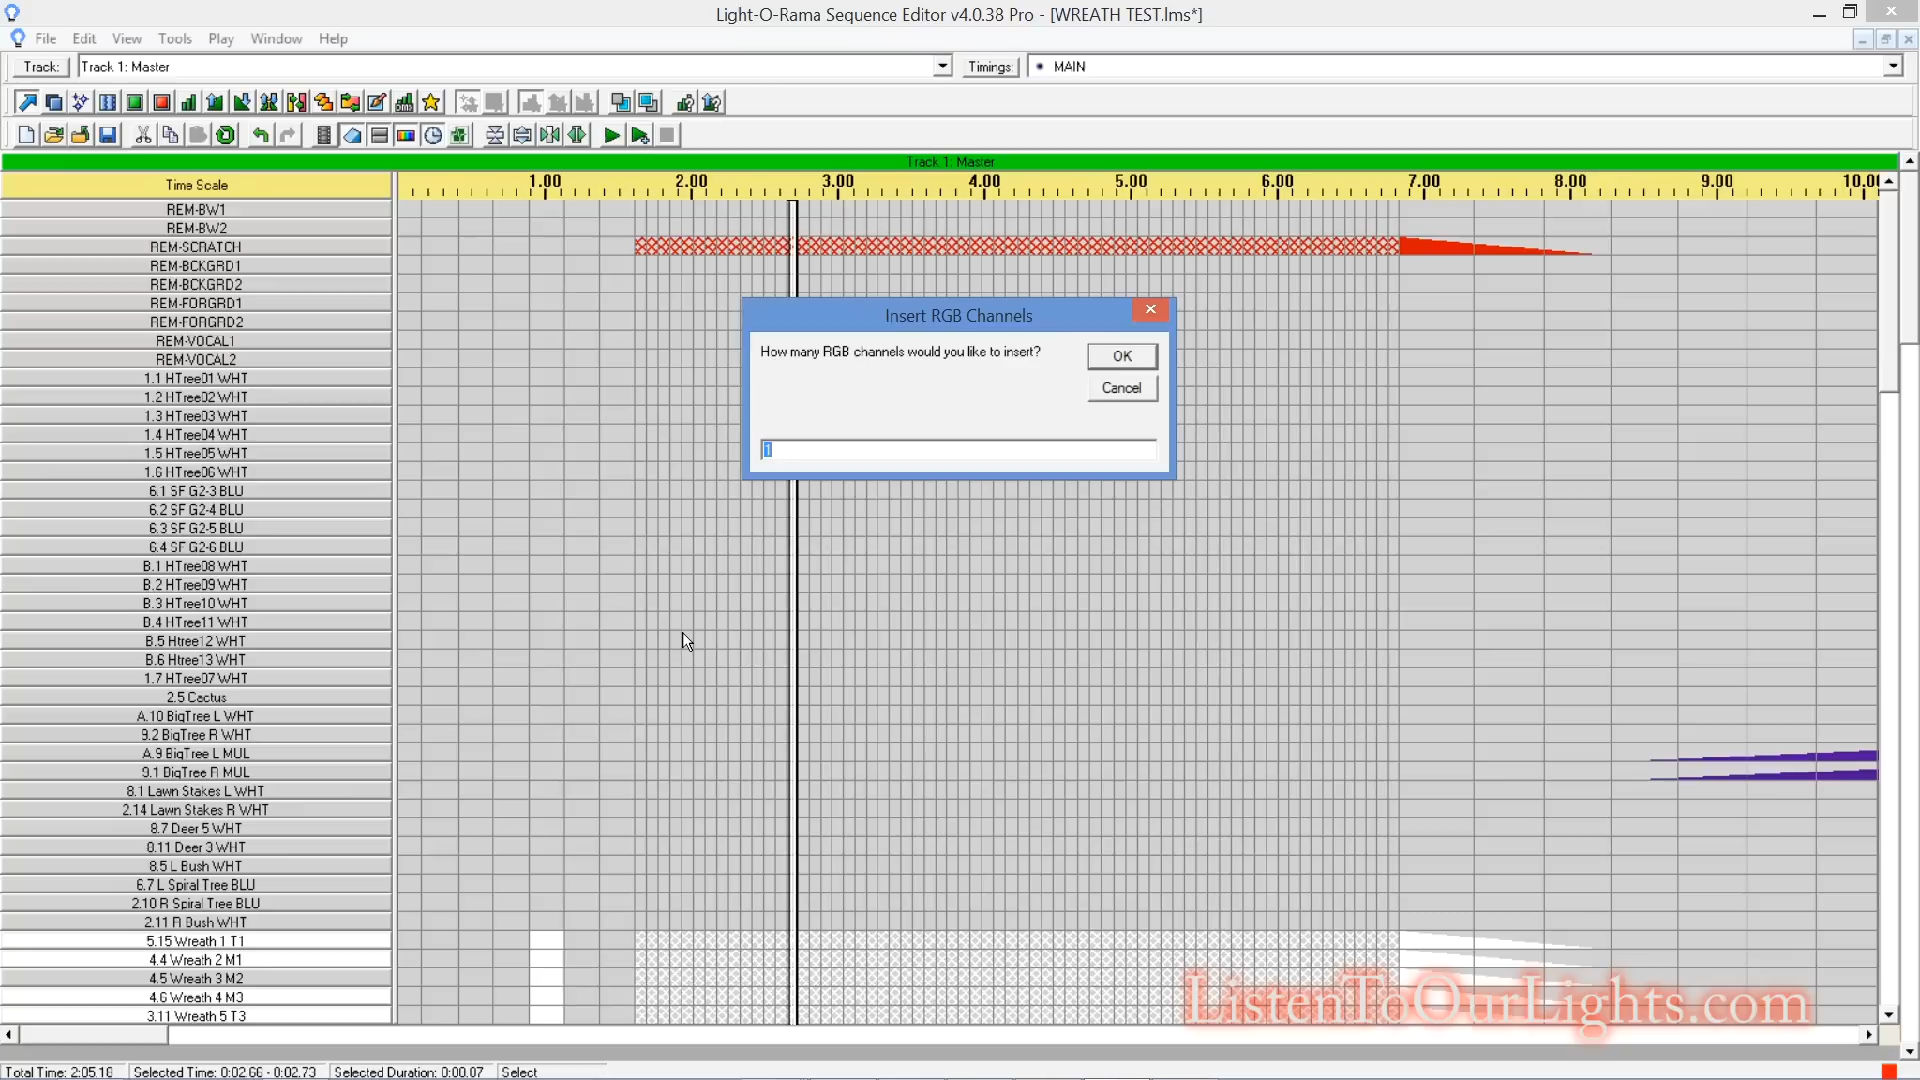 Light-O-Rama Sequence Editor v4.0.38 Pro - [WREATH TEST.lms*]
File Edit View Tools Play Window Help
Track: Track 1: Master Timings MAIN
Track 1: Master
Time Scale 1.00 2.00 3.00 4.00 5.00 6.00 7.00 8.00 9.00 10.0
REM-BW1
REM-BW2
REM-SCRATCH
REM-BCKGRD1
REM-BCKGRD2
REM-FORGRD1
REM-FORGRD2
REM-VOCAL1
REM-VOCAL2
1.1 HTree01 WHT
1.2 HTree02 WHT
1.3 HTree03 WHT
1.4 HTree04 WHT
1.5 HTree05 WHT
1.6 HTree06 WHT
6.1 SF G2-3 BLU
6.2 SF G2-4 BLU
6.3 SF G2-5 BLU
6.4 SF G2-6 BLU
B.1 HTree08 WHT
B.2 HTree09 WHT
B.3 HTree10 WHT
B.4 HTree11 WHT
B.5 Htree12 WHT
B.6 Htree13 WHT
1.7 HTree07 WHT
2.5 Cactus
A.10 BigTree L WHT
9.2 BigTree R WHT
A.9 BigTree L MUL
9.1 BigTree R MUL
8.1 Lawn Stakes L WHT
2.14 Lawn Stakes R WHT
8.7 Deer 5 WHT
8.11 Deer 3 WHT
8.5 L Bush WHT
6.7 L Spiral Tree BLU
2.10 R Spiral Tree BLU
2.11 R Bush WHT
5.15 Wreath 1 T1
4.4 Wreath 2 M1
4.5 Wreath 3 M2
4.6 Wreath 4 M3
3.11 Wreath 5 T3
Insert RGB Channels
How many RGB channels would you like to insert?
OK
Cancel
1
ListenToOurLights.com
Total Time: 2:05.18 Selected Time: 0:02.66 - 0:02.73 Selected Duration: 0:00.07 Select